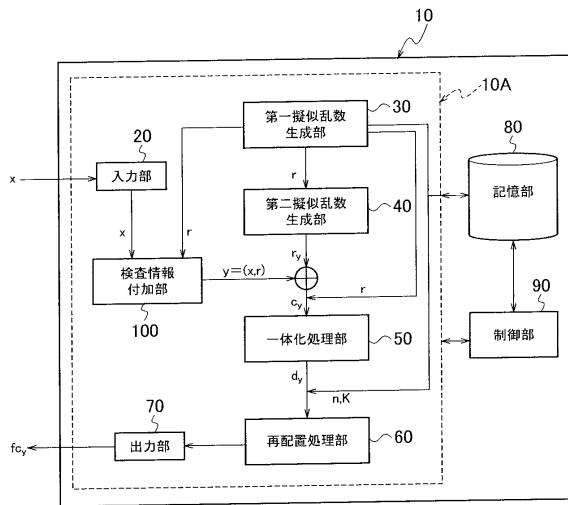 10
10A
30
第一擬似乱数
生成部
20
x
入力部
80
記憶部
r
第二擬似乱数
生成部
40
x
r
ry
検査情報
付加部
y=(x,r)
r
100
cy
90
制御部
一体化処理部
50
dy
n,K
70
fcy
出力部
再配置処理部
60